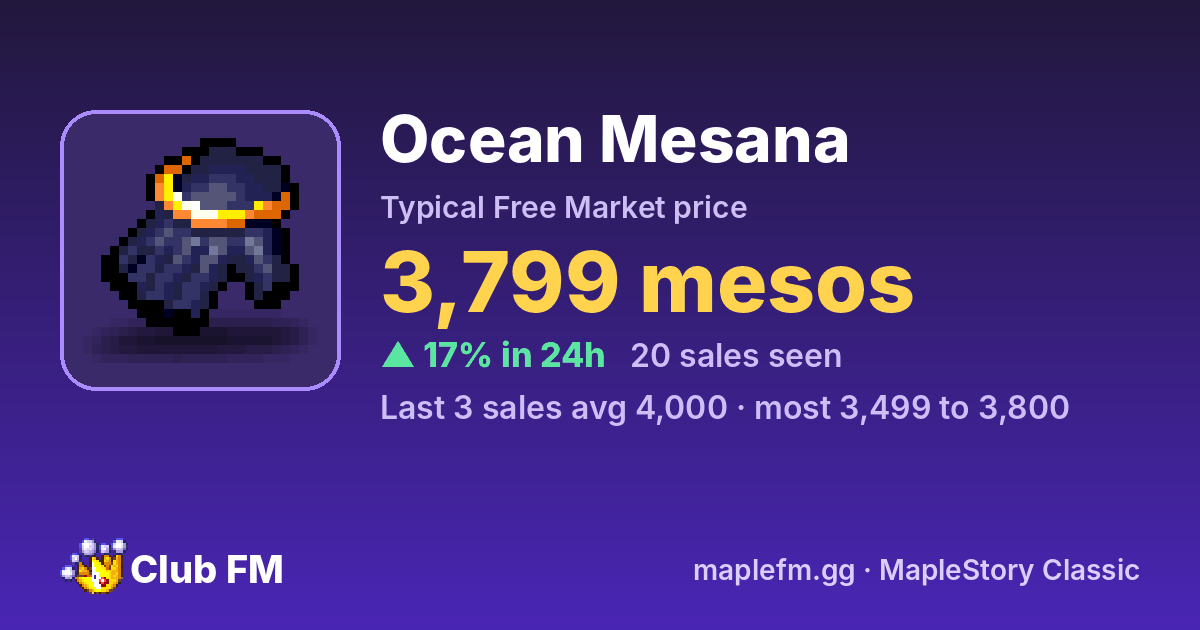 Ocean Mesana
Typical Free Market price
3,799 mesos
▲ 17% in 24h 20 sales seen
Last 3 sales avg 4,000 · most 3,499 to 3,800
Club FM
maplefm.gg · MapleStory Classic